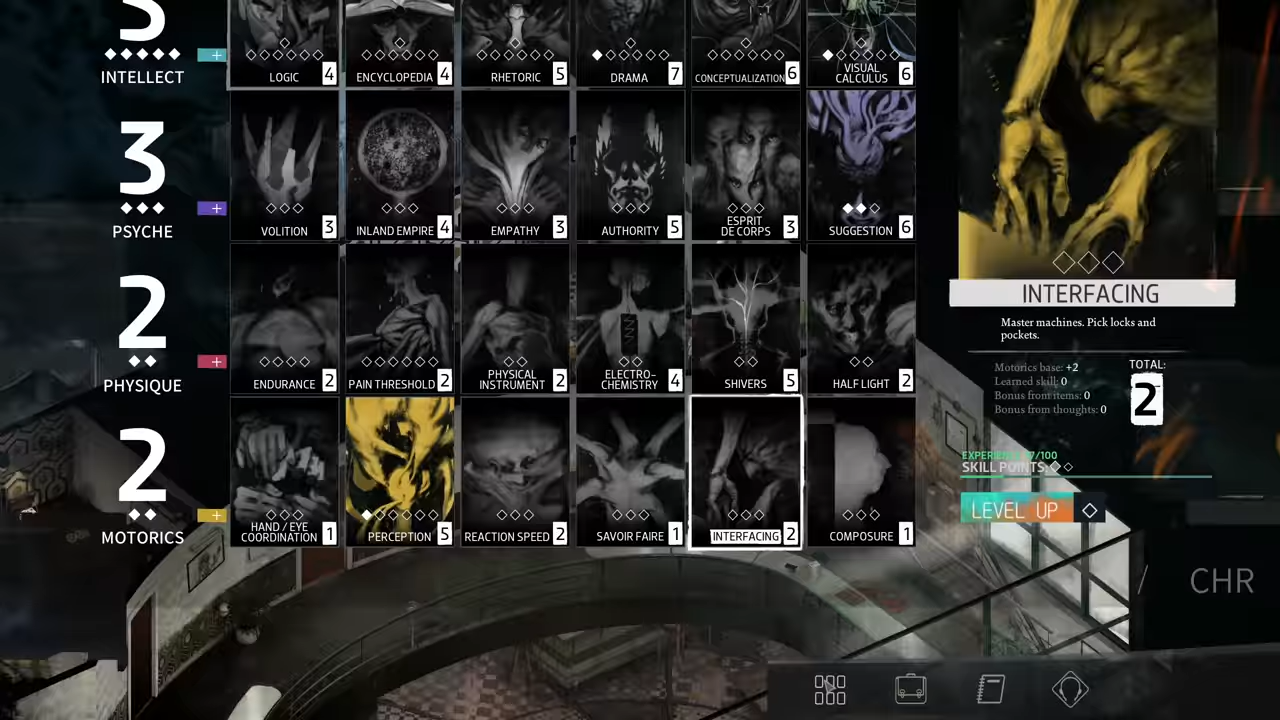 5
INTELLECT
LOGIC 4
ENCYCLOPEDIA 4
RHETORIC 5
DRAMA 7
CONCEPTUALIZATION 6
VISUAL
CALCULUS 6
3
PSYCHE
VOLITION 3
INLAND EMPIRE 4
EMPATHY 3
AUTHORITY 5
ESPRIT
DE CORPS 3
SUGGESTION 6
2
PHYSIQUE
ENDURANCE 2
PAIN THRESHOLD 2
PHYSICAL
INSTRUMENT 2
ELECTRO-
CHEMISTRY 4
SHIVERS 5
HALF LIGHT 2
2
MOTORICS
HAND / EYE
COORDINATION 1
PERCEPTION 5
REACTION SPEED 2
SAVOIR FAIRE 1
INTERFACING 2
COMPOSURE 1
INTERFACING
Master machines. Pick locks and
pockets.
Motorics base: +2
Learned skill: 0
Bonus from items: 0
Bonus from thoughts: 0
TOTAL:
2
/100
SKILL POINTS:
LEVEL UP
/ CHR